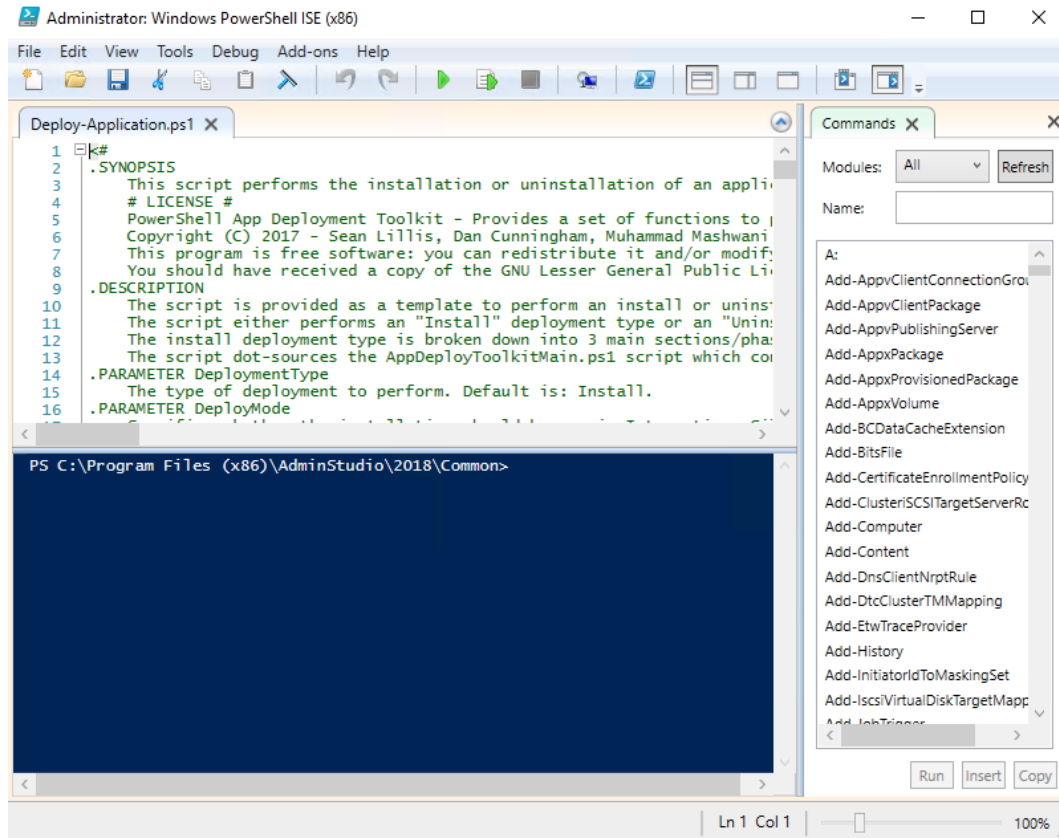 Administrator: Windows PowerShell ISE (x86)
File Edit View Tools Debug Add-ons Help
Deploy-Application.ps1
1 <#
2 .SYNOPSIS
3 This script performs the installation or uninstallation of an appli
4 # LICENSE #
5 PowerShell App Deployment Toolkit - Provides a set of functions to
6 Copyright (C) 2017 - Sean Lillis, Dan Cunningham, Muhammad Mashwani
7 This program is free software: you can redistribute it and/or modify
8 You should have received a copy of the GNU Lesser General Public Li
9 .DESCRIPTION
10 The script is provided as a template to perform an install or unins
11 The script either performs an "Install" deployment type or an "Unin
12 The install deployment type is broken down into 3 main sections/pha
13 The script dot-sources the AppDeployToolkitMain.ps1 script which co
14 .PARAMETER DeploymentType
15 The type of deployment to perform. Default is: Install.
16 .PARAMETER DeployMode
PS C:\Program Files (x86)\AdminStudio\2018\Common>
Commands
Modules: All Refresh
Name:
A:
Add-AppvClientConnectionGrou
Add-AppvClientPackage
Add-AppvPublishingServer
Add-AppxPackage
Add-AppxProvisionedPackage
Add-AppxVolume
Add-BCDataCacheExtension
Add-BitsFile
Add-CertificateEnrollmentPolicy
Add-ClusteriSCSITargetServerRo
Add-Computer
Add-Content
Add-DnsClientNrptRule
Add-DtcClusterTMMapping
Add-EtwTraceProvider
Add-History
Add-InitiatorIdToMaskingSet
Add-IscsiVirtualDiskTargetMapp
Add-JobTrigger
Run Insert Copy
Ln 1 Col 1 100%